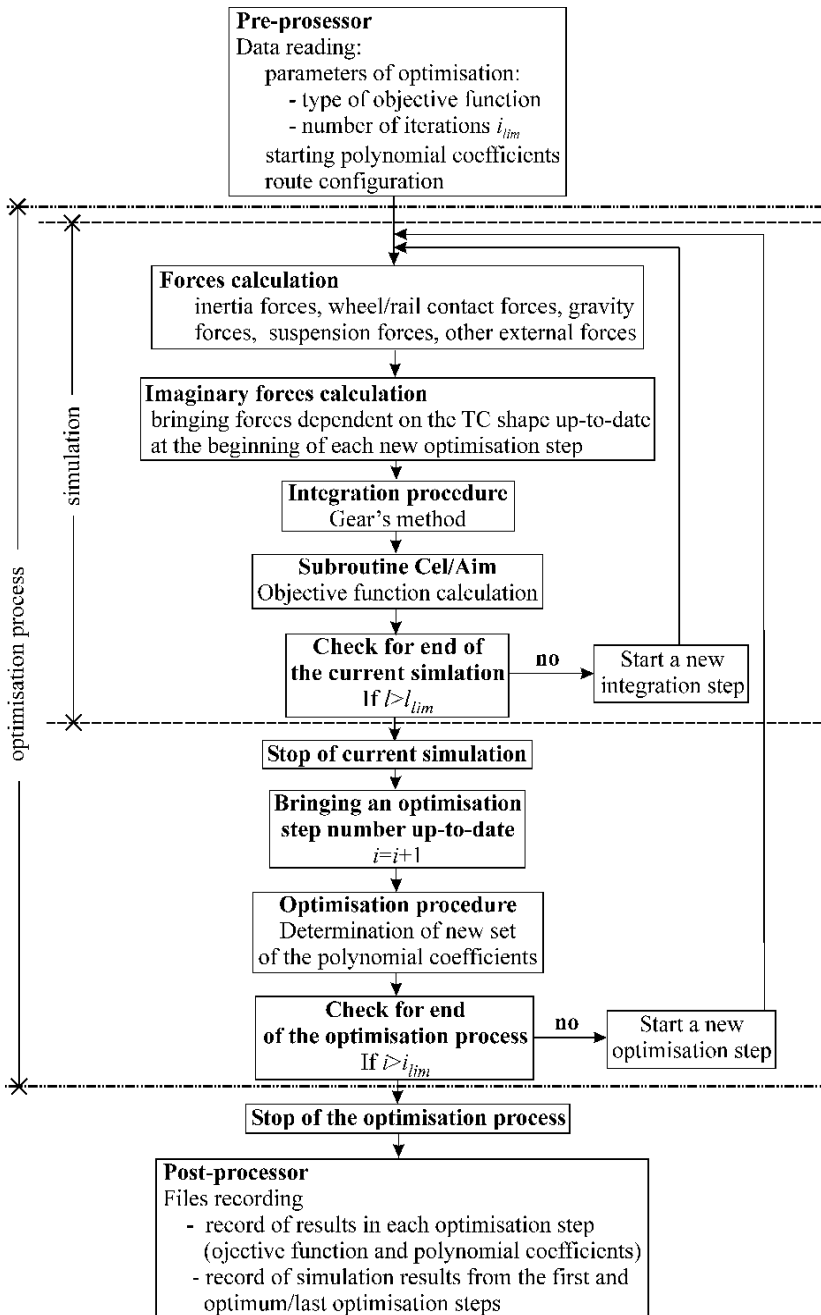 Pre-prosessor
Data reading:
parameters of optimisation:
- type of objective function
- number of iterations i_lim
starting polynomial coefficients
route configuration
Forces calculation
inertia forces, wheel/rail contact forces, gravity
forces, suspension forces, other external forces
Imaginary forces calculation
bringing forces dependent on the TC shape up-to-date
at the beginning of each new optimisation step
Integration procedure
Gear's method
Subroutine Cel/Aim
Objective function calculation
Check for end of
the current simlation
If l>l_lim
no
Start a new
integration step
simulation
Stop of current simulation
Bringing an optimisation
step number up-to-date
i=i+1
Optimisation procedure
Determination of new set
of the polynomial coefficients
Check for end
of the optimisation process
If i>i_lim
no
Start a new
optimisation step
optimisation process
Stop of the optimisation process
Post-processor
Files recording
- record of results in each optimisation step
(ojective function and polynomial coefficients)
- record of simulation results from the first and
optimum/last optimisation steps